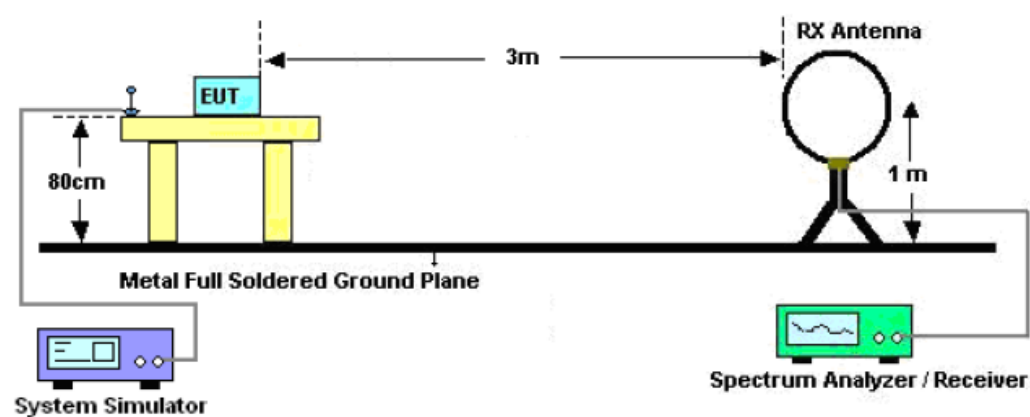 RX Antenna
3m
EUT
80cm
1 m
Metal Full Soldered Ground Plane
System Simulator
Spectrum Analyzer / Receiver